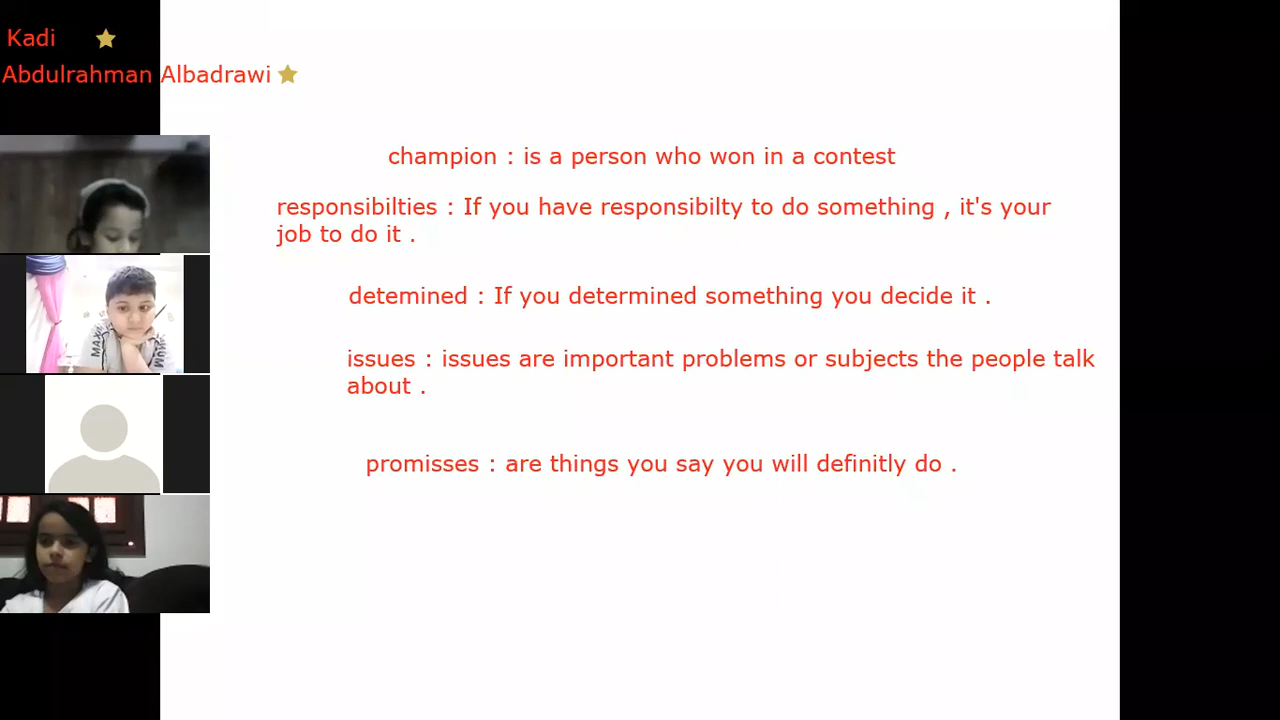 Kadi
Abdulrahman Albadrawi
champion : is a person who won in a contest
responsibilties : If you have responsibilty to do something , it's your
job to do it .
detemined : If you determined something you decide it .
issues : issues are important problems or subjects the people talk
about .
promisses : are things you say you will definitly do .